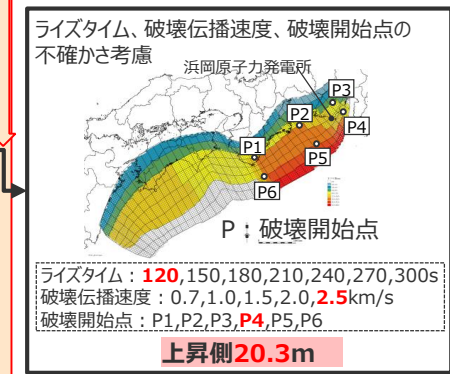 ライズタイム、破壊伝播速度、破壊開始点の
不確かさ考慮
浜岡原子力発電所
P3
P2
P4
P1
P5
P6
P：破壊開始点
ライズタイム：120,150,180,210,240,270,300s
破壊伝播速度：0.7,1.0,1.5,2.0,2.5km/s
破壊開始点：P1,P2,P3,P4,P5,P6
上昇側20.3m